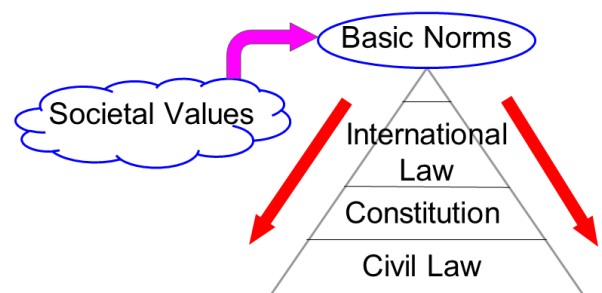 Basic Norms
Societal Values
International
Law
Constitution
Civil Law